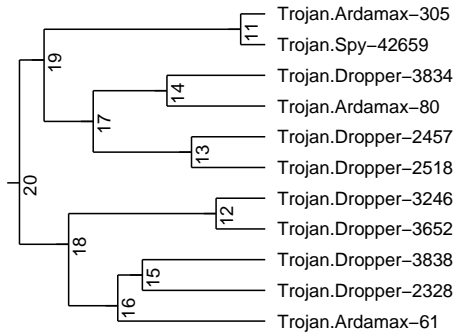 Trojan.Ardamax−305
11
Trojan.Spy−42659
19
Trojan.Dropper−3834
14
Trojan.Ardamax−80
17
Trojan.Dropper−2457
13
Trojan.Dropper−2518
20
Trojan.Dropper−3246
12
Trojan.Dropper−3652
18
Trojan.Dropper−3838
15
Trojan.Dropper−2328
16
Trojan.Ardamax−61